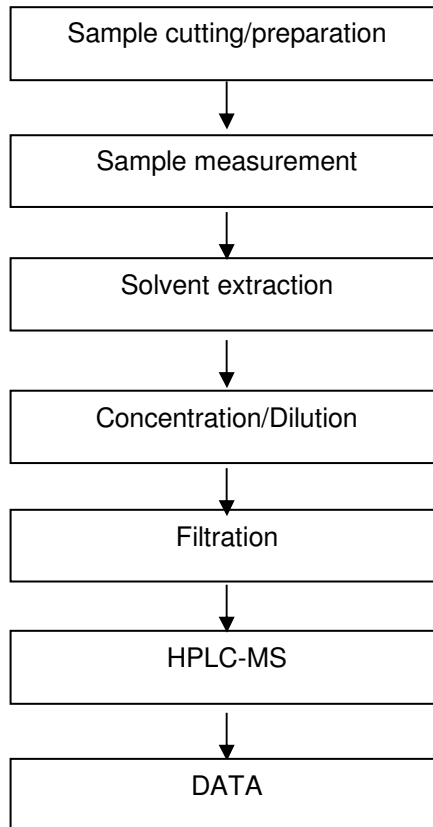 Sample cutting/preparation
Sample measurement
Solvent extraction
Concentration/Dilution
Filtration
HPLC-MS
DATA